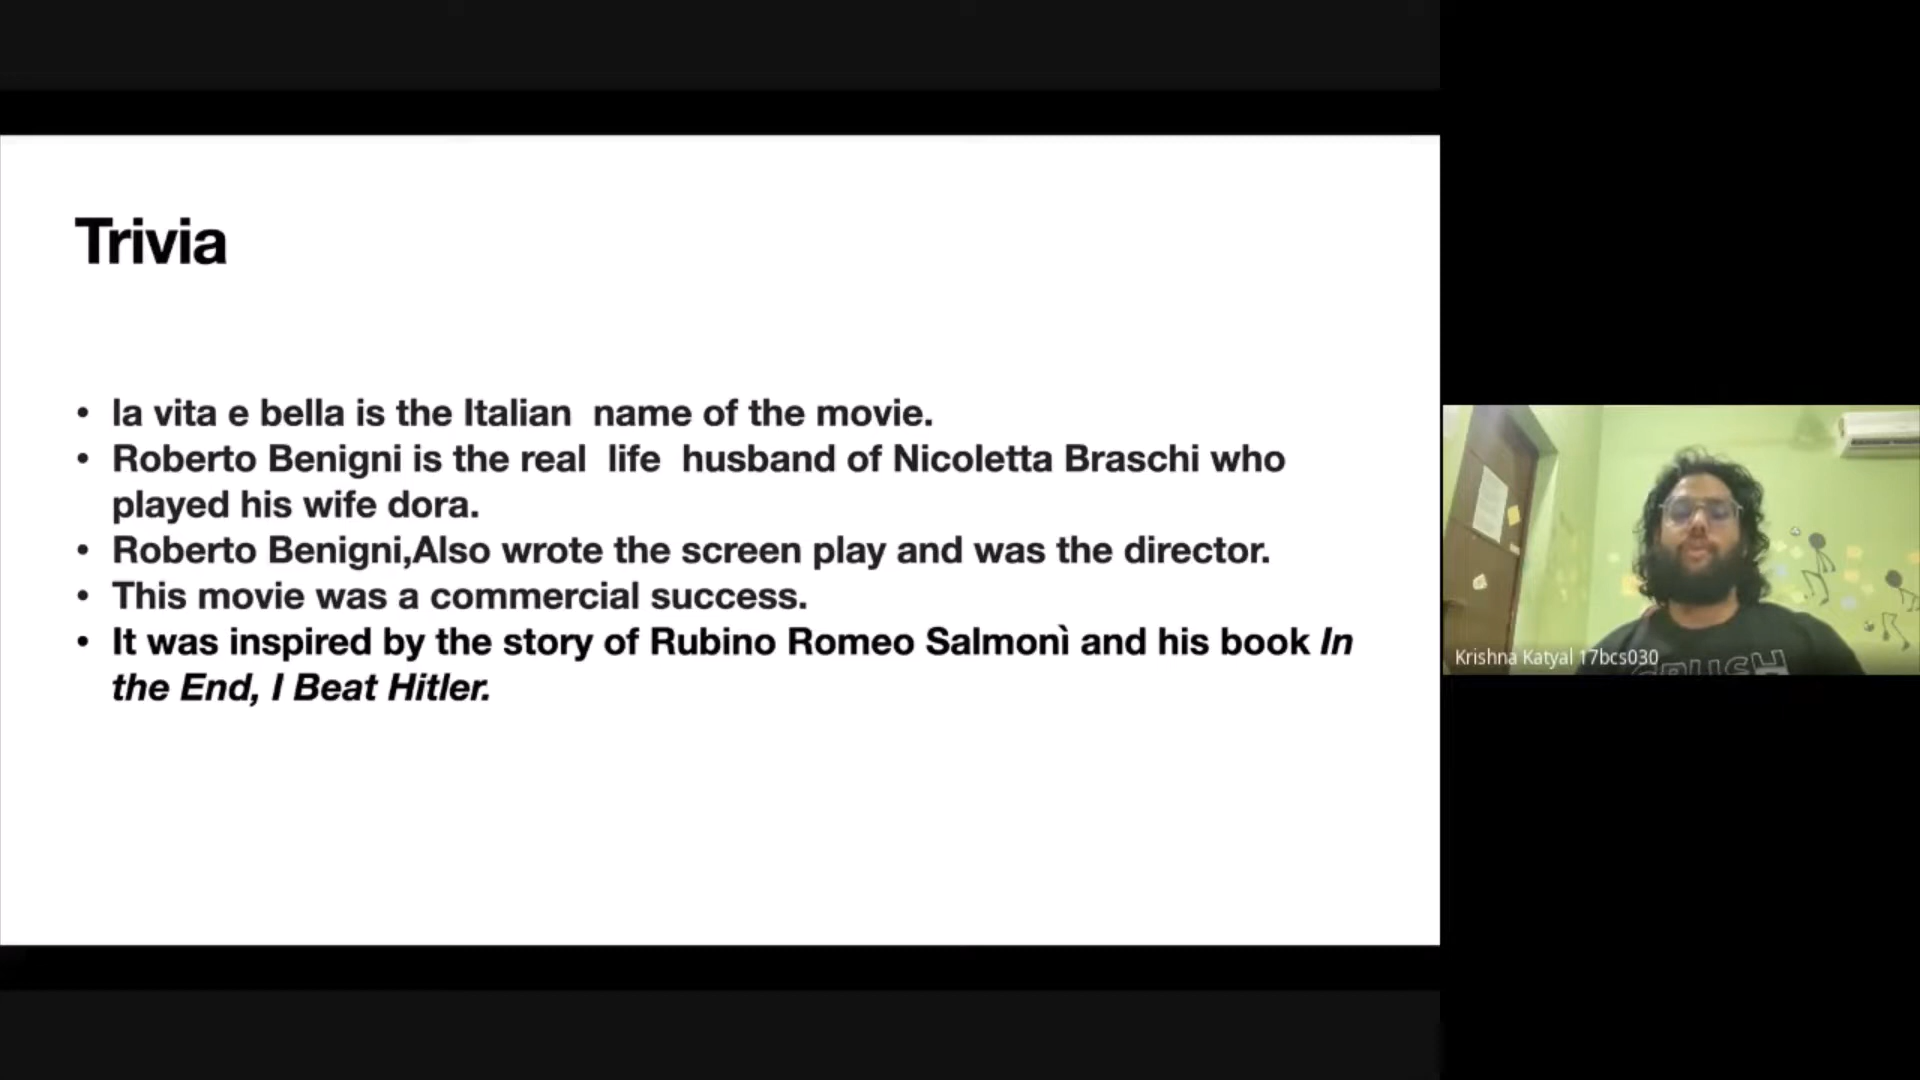 Trivia
• la vita e bella is the Italian name of the movie.
• Roberto Benigni is the real life husband of Nicoletta Braschi who
played his wife dora.
• Roberto Benigni,Also wrote the screen play and was the director.
• This movie was a commercial success.
• It was inspired by the story of Rubino Romeo Salmonì and his book In
the End, I Beat Hitler.
Krishna Katyal 17bcs030